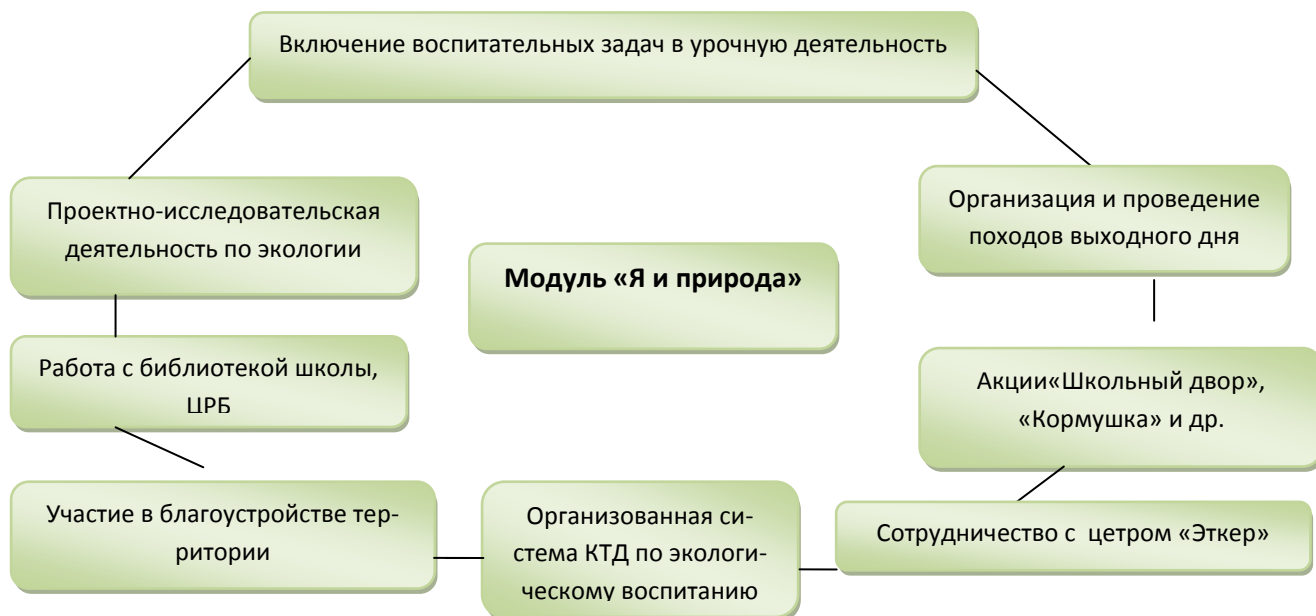 Включение воспитательных задач в урочную деятельность
Проектно-исследовательская
деятельность по экологии
Организация и проведение
походов выходного дня
Модуль «Я и природа»
Работа с библиотекой школы,
ЦРБ
Акции«Школьный двор»,
«Кормушка» и др.
Участие в благоустройстве тер-
ритории
Организованная си-
стема КТД по экологи-
ческому воспитанию
Сотрудничество с цетром «Эткер»